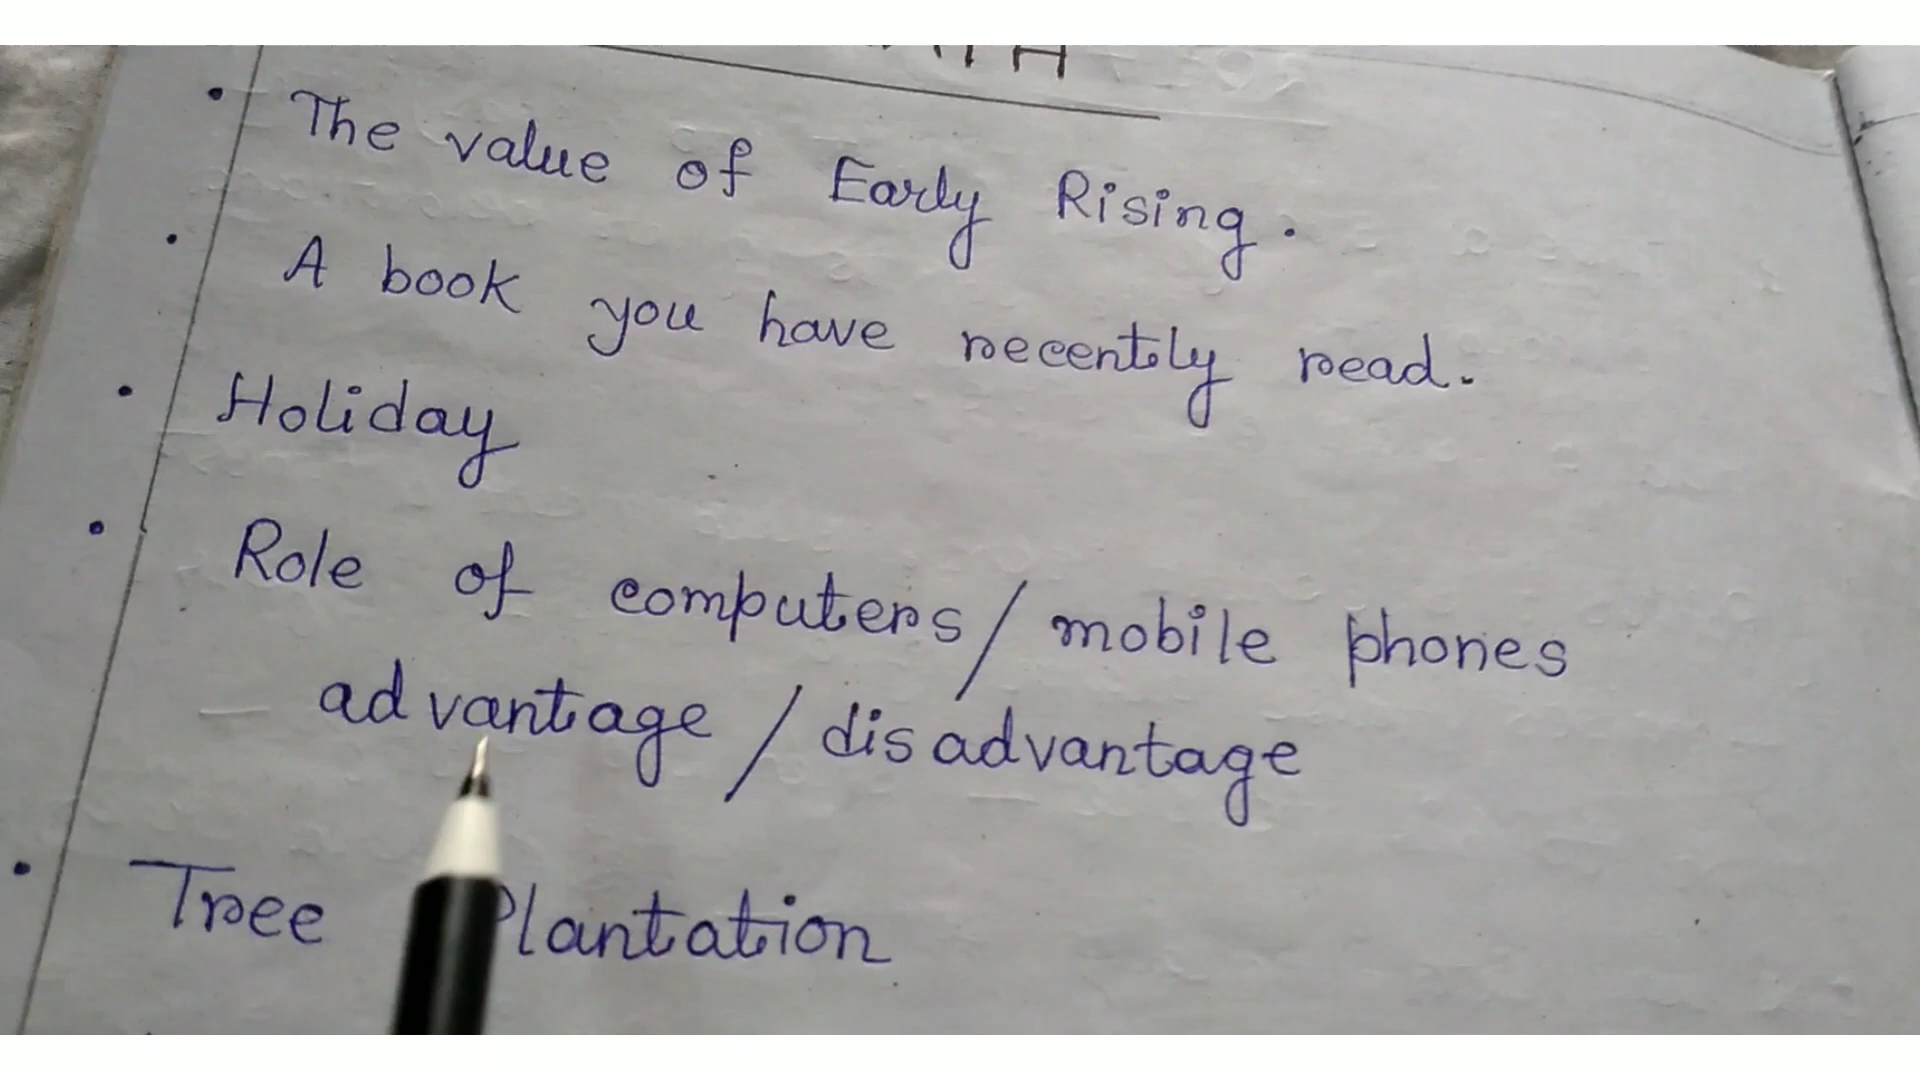 • The value of Early Rising.
• A book you have recently read.
• Holiday
• Role of computers/mobile phones
advantage/disadvantage
• Tree Plantation